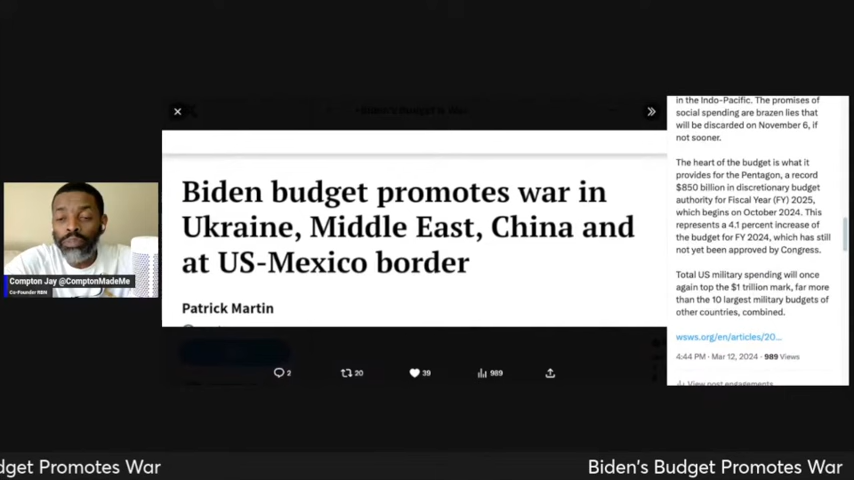 in the Indo-Pacific. The promises of
social spending are brazen lies that
will be discarded on November 6, if
not sooner.
The heart of the budget is what it
provides for the Pentagon, a record
$850 billion in discretionary budget
authority for Fiscal Year (FY) 2025,
which begins on October 2024. This
represents a 4.1 percent increase of
the budget for FY 2024, which has still
not yet been approved by Congress.
Total US military spending will once
again top the $1 trillion mark, far more
than the 10 largest military budgets of
other countries, combined.
wsws.org/en/articles/20...
4:44 PM · Mar 12, 2024 · 989 Views
View post engagements
Biden budget promotes war in
Ukraine, Middle East, China and
at US-Mexico border
Patrick Martin
2 20 39 989
Compton Jay @ComptonMadeMe
Co-Founder RBN
dget Promotes War
Biden's Budget Promotes War